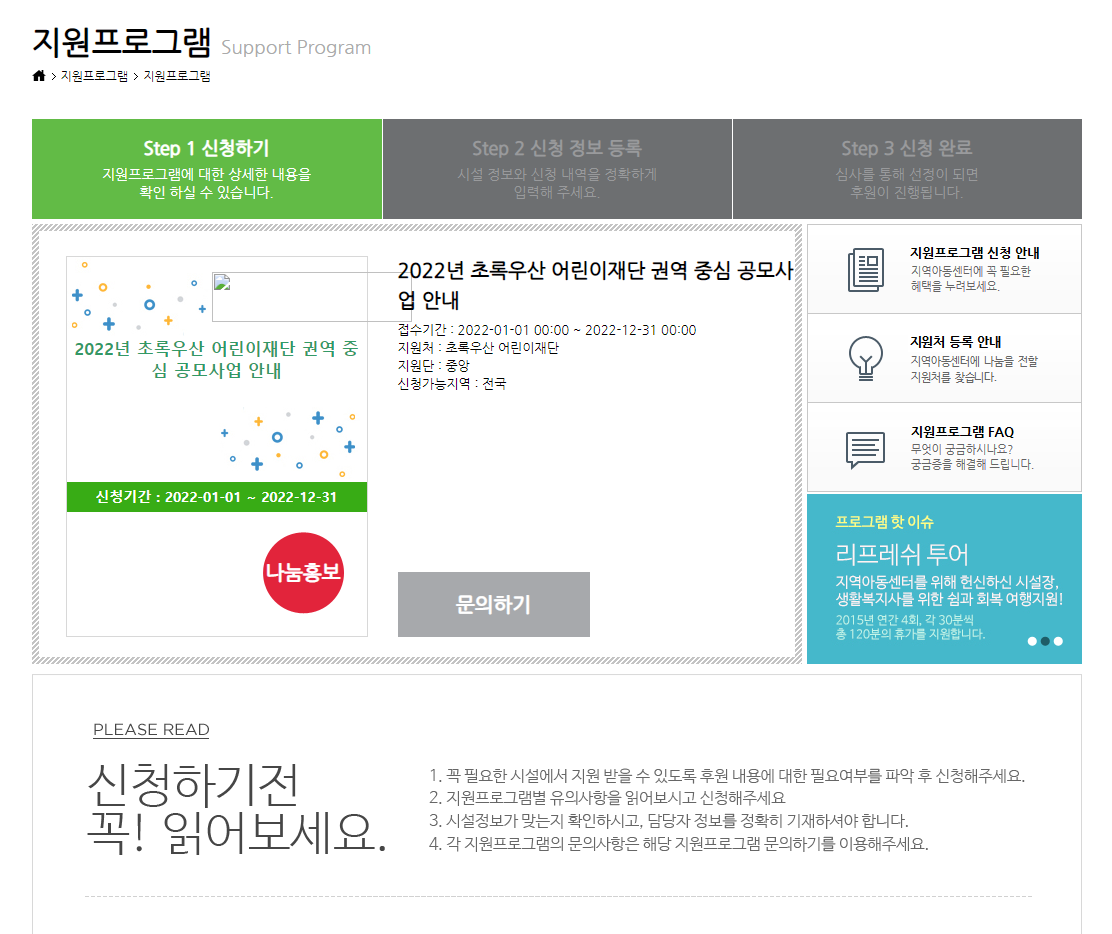 지원프로그램 Support Program
지원프로그램 > 지원프로그램
Step 1 신청하기
지원프로그램에 대한 상세한 내용을
확인 하실 수 있습니다.
Step 2 신청 정보 등록
시설 정보와 신청 내역을 정확하게
입력해 주세요.
Step 3 신청 완료
심사를 통해 선정이 되면
후원이 진행됩니다.
2022년 초록우산 어린이재단 권역 중
심 공모사업 안내
신청기간 : 2022-01-01 ~ 2022-12-31
나눔홍보
2022년 초록우산 어린이재단 권역 중심 공모사
업 안내
접수기간 : 2022-01-01 00:00 ~ 2022-12-31 00:00
지원처 : 초록우산 어린이재단
지원단 : 중앙
신청가능지역 : 전국
문의하기
지원프로그램 신청 안내
지역아동센터에 꼭 필요한
혜택을 누려보세요.
지원처 등록 안내
지역아동센터에 나눔을 전할
지원처를 찾습니다.
지원프로그램 FAQ
무엇이 궁금하시나요?
궁금증을 해결해 드립니다.
프로그램 핫 이슈
리프레쉬 투어
지역아동센터를 위해 헌신하신 시설장,
생활복지사를 위한 쉼과 회복 여행지원!
2015년 연간 4회, 각 30분씩
총 120분의 휴가를 지원합니다.
PLEASE READ
신청하기전
꼭! 읽어보세요.
1. 꼭 필요한 시설에서 지원 받을 수 있도록 후원 내용에 대한 필요여부를 파악 후 신청해주세요.
2. 지원프로그램별 유의사항을 읽어보시고 신청해주세요
3. 시설정보가 맞는지 확인하시고, 담당자 정보를 정확히 기재하셔야 합니다.
4. 각 지원프로그램의 문의사항은 해당 지원프로그램 문의하기를 이용해주세요.